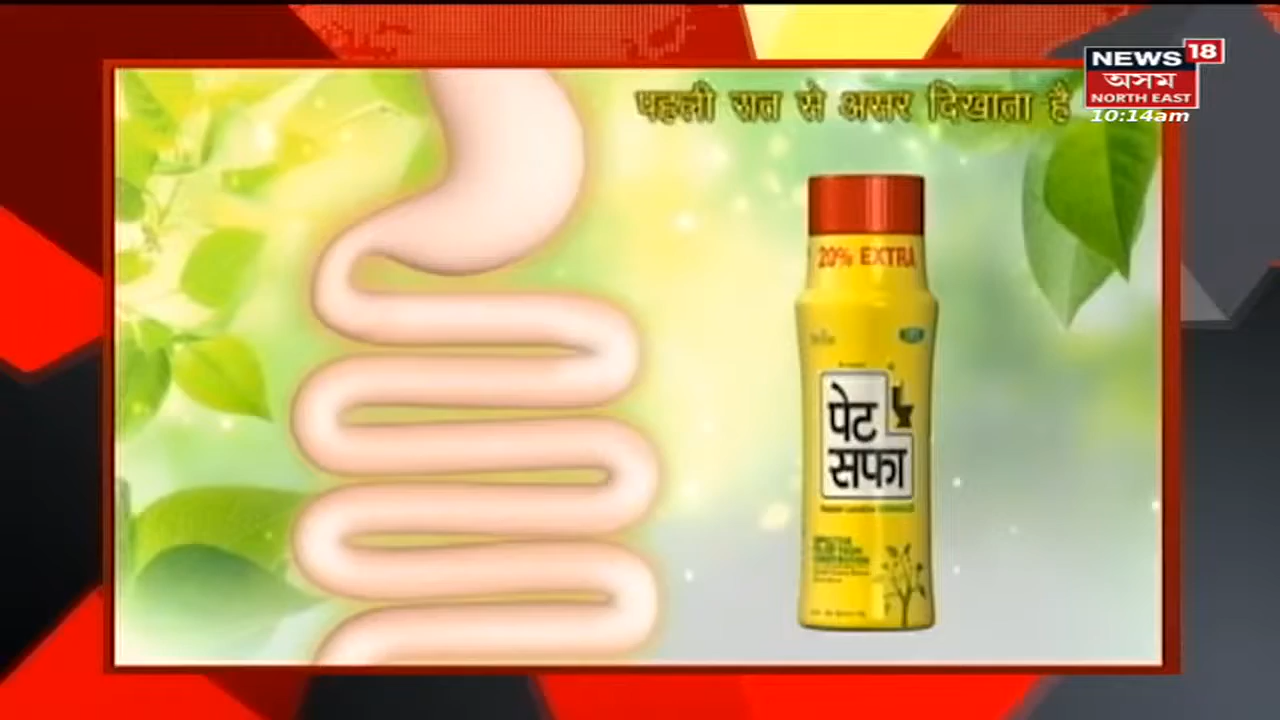 पहली रात से असर दिखाता है
NEWS 18
অসম
NORTH EAST
10:14am
20% EXTRA
पेट
सफा